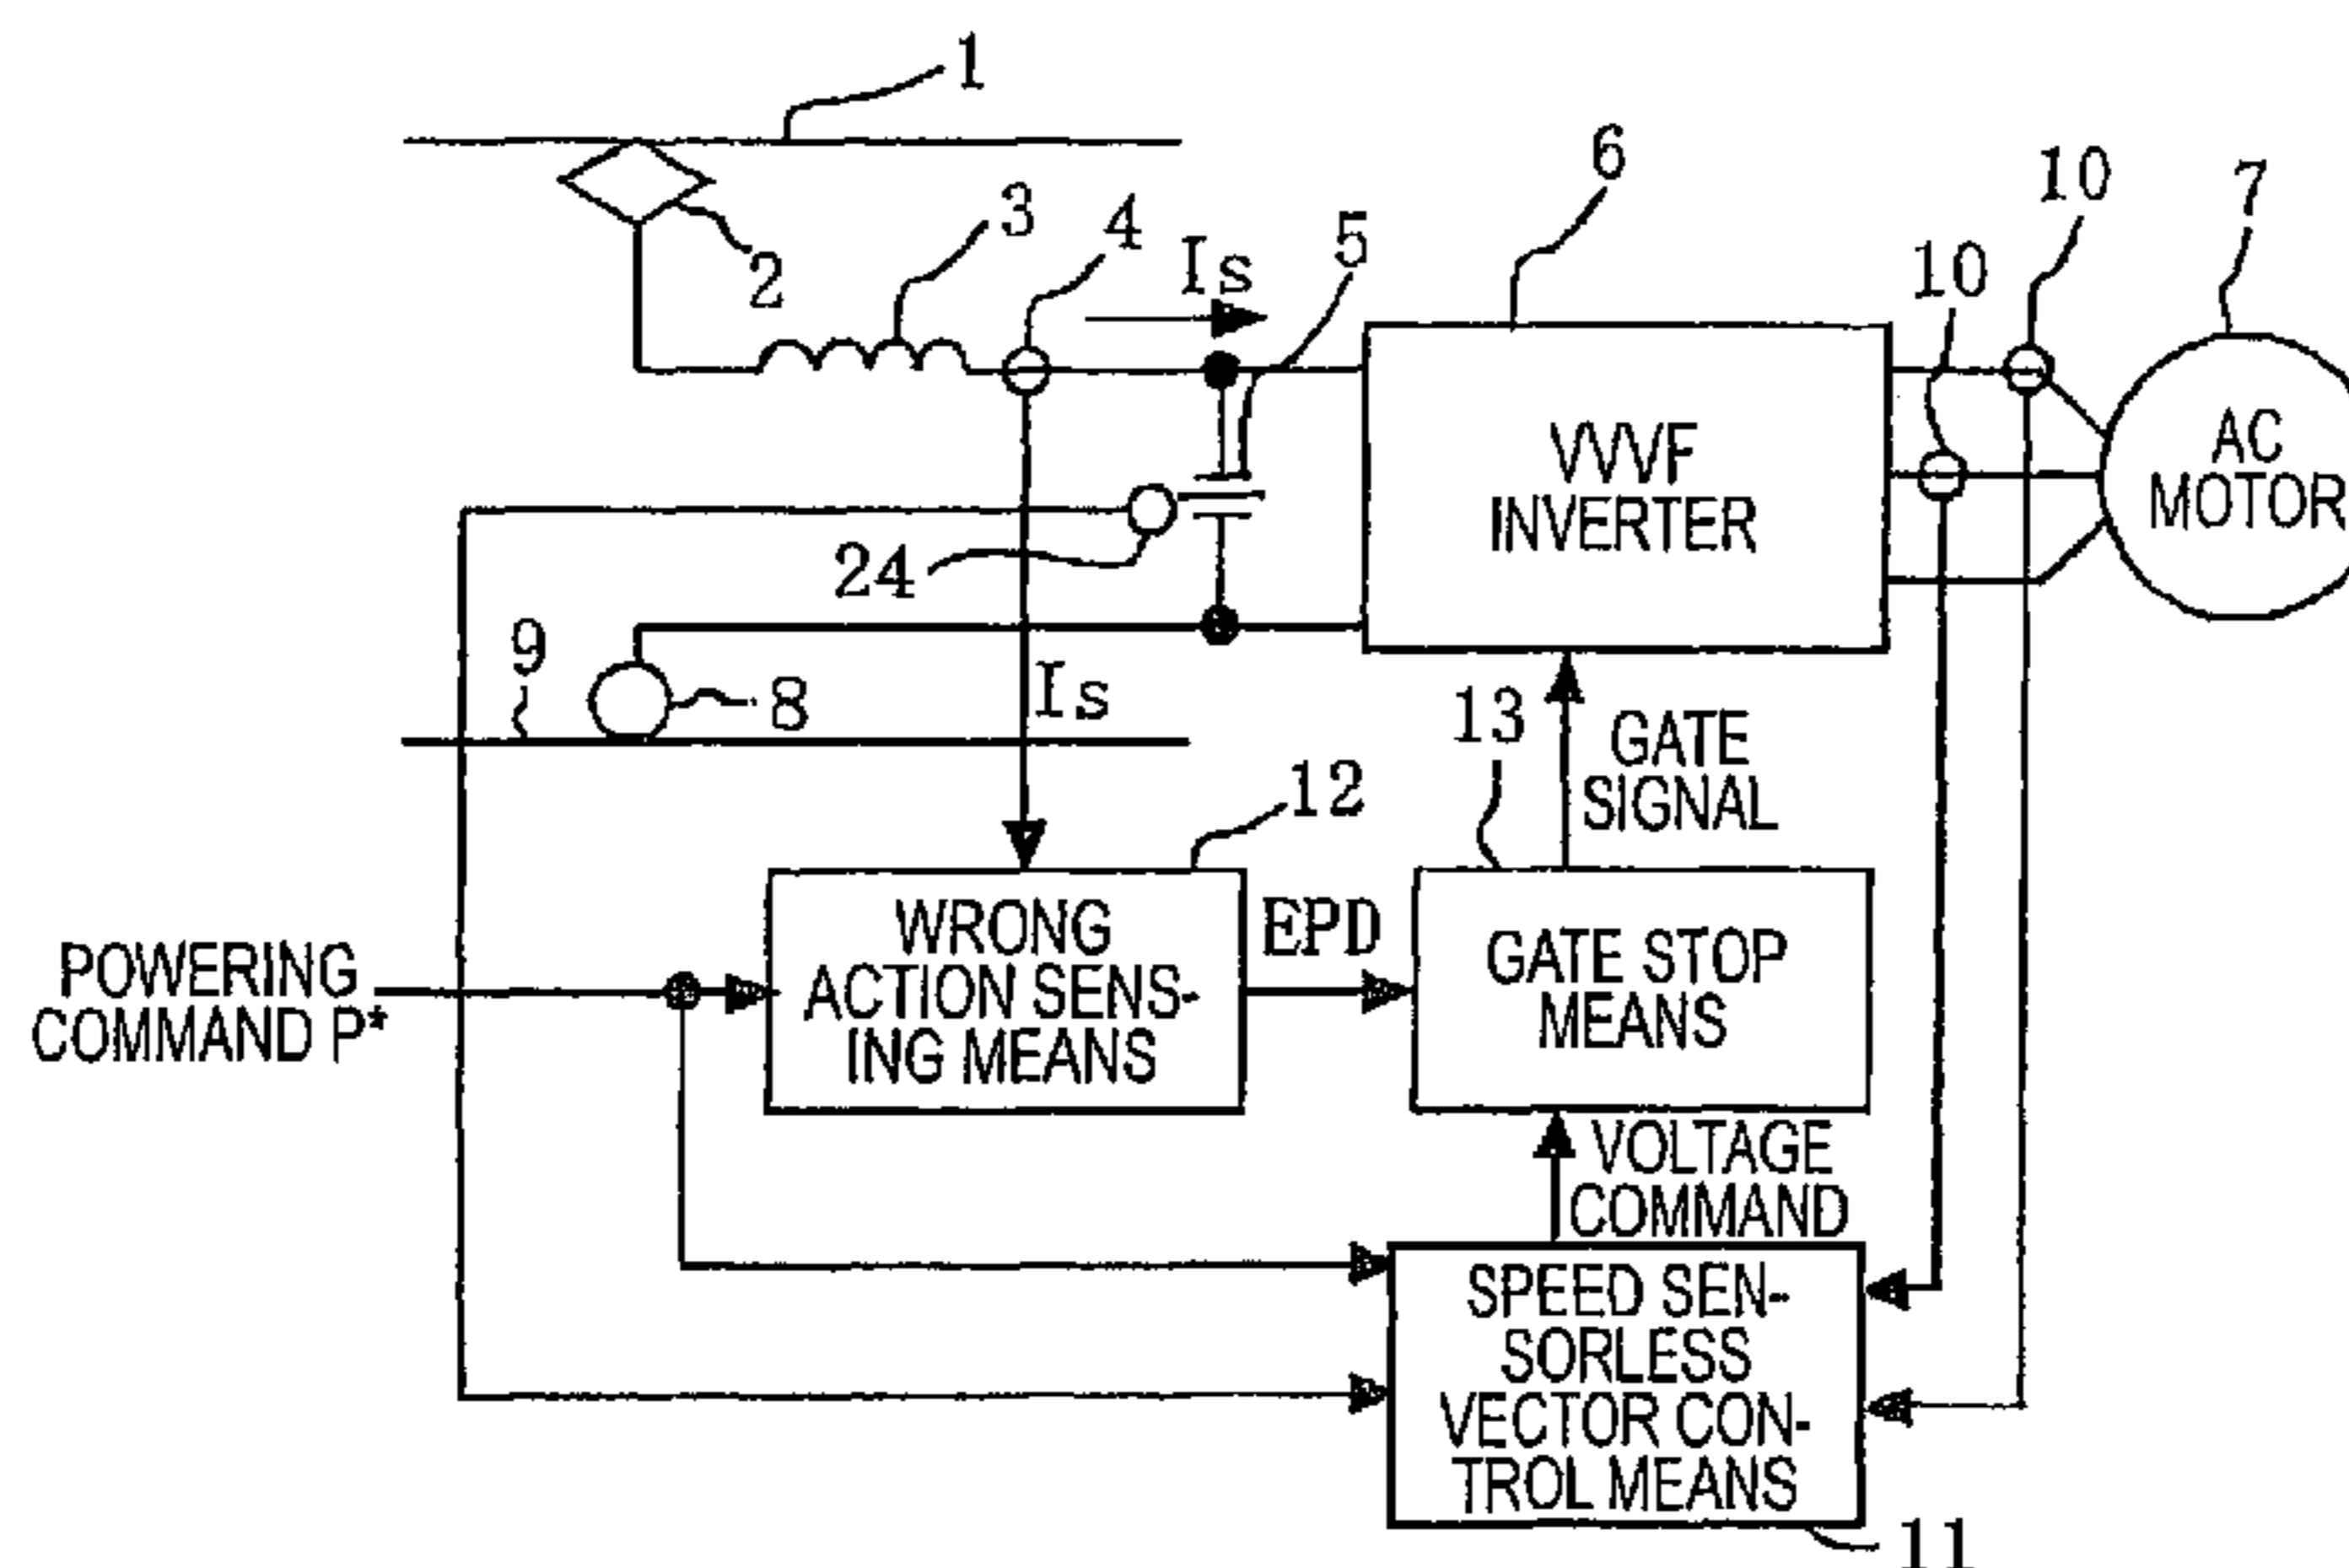 1
6
10
7
3
4
Is
5
10
2
VVVF
INVERTER
AC
MOTOR
24
9
8
Is
13
GATE
SIGNAL
12
WRONG
ACTION SENS-
ING MEANS
EPD
GATE STOP
MEANS
POWERING
COMMAND P*
VOLTAGE
COMMAND
SPEED SEN-
SORLESS
VECTOR CON-
TROL MEANS
11